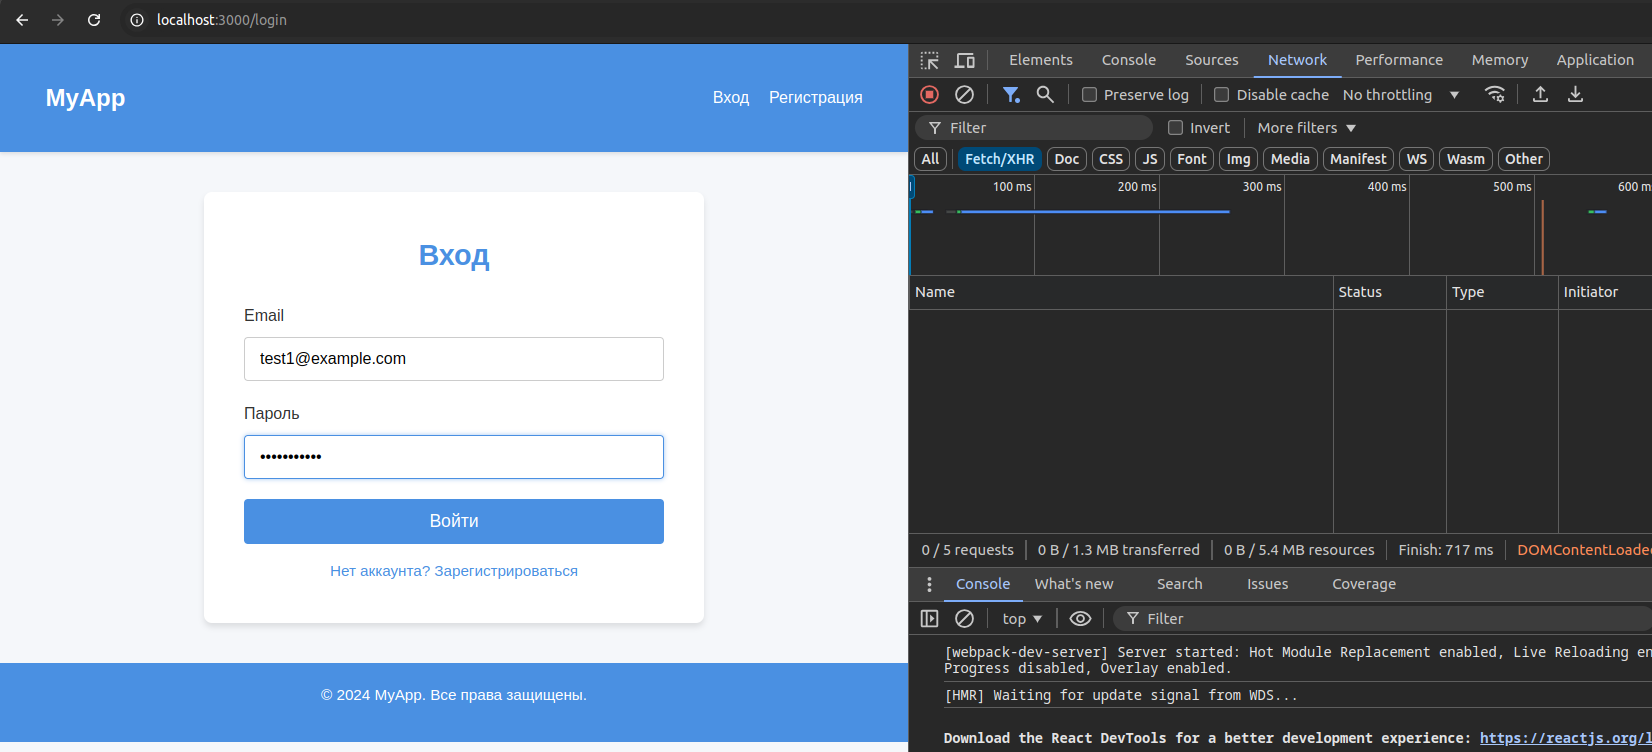 localhost:3000/login
MyApp
Вход Регистрация
Вход
Email
test1@example.com
Пароль
•••••••••••
Войти
Нет аккаунта? Зарегистрироваться
© 2024 MyApp. Все права защищены.
Elements Console Sources Network Performance Memory Application
Preserve log Disable cache No throttling
Filter Invert More filters
All Fetch/XHR Doc CSS JS Font Img Media Manifest WS Wasm Other
100 ms 200 ms 300 ms 400 ms 500 ms 600 m
Name Status Type Initiator
0 / 5 requests 0 B / 1.3 MB transferred 0 B / 5.4 MB resources Finish: 717 ms DOMContentLoade
Console What's new Search Issues Coverage
top Filter
[webpack-dev-server] Server started: Hot Module Replacement enabled, Live Reloading en
Progress disabled, Overlay enabled.
[HMR] Waiting for update signal from WDS...
Download the React DevTools for a better development experience: https://reactjs.org/l